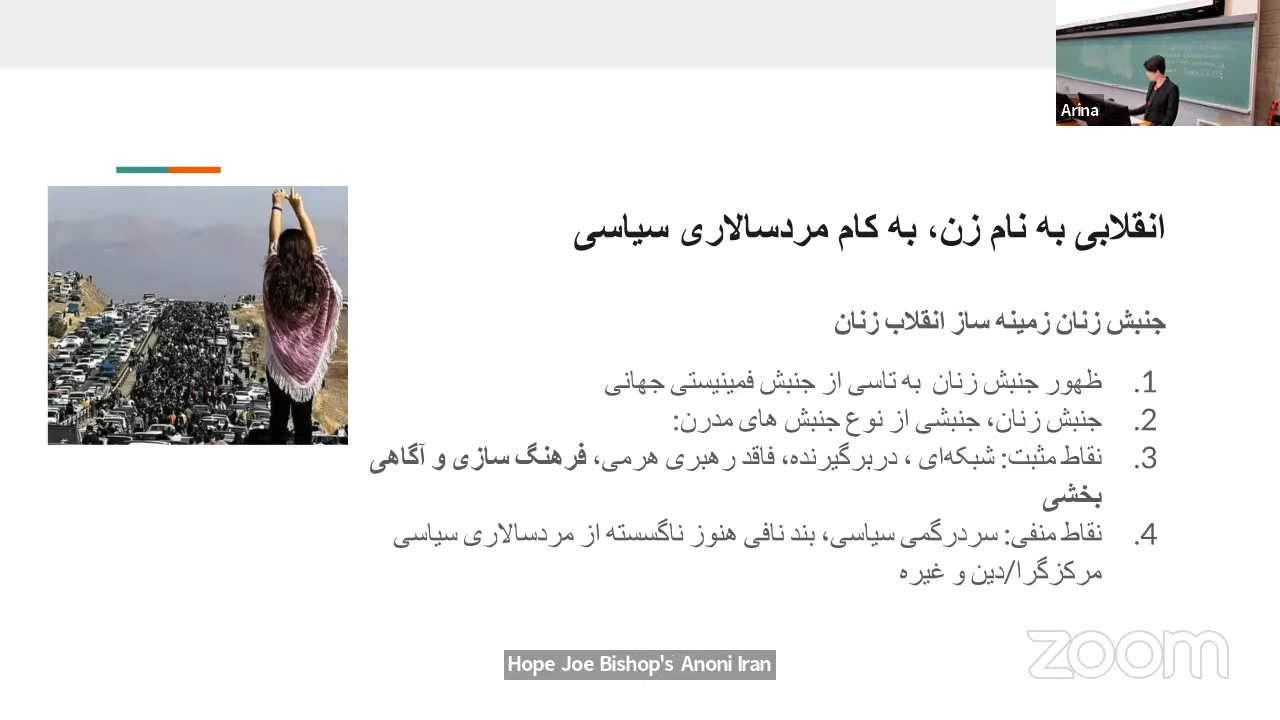 Arina
انقلابی به نام زن، به کام مردسالاری سیاسی
جنبش زنان زمینه ساز انقلاب زنان
1. ظهور جنبش زنان به تاسی از جنبش فمینیستی جهانی
2. جنبش زنان، جنبشی از نوع جنبش های مدرن:
3. نقاط مثبت: شبکه‌ای ، دربرگیرنده، فاقد رهبری هرمی، فرهنگ سازی و آگاهی
بخشی
4. نقاط منفی: سردرگمی سیاسی، بند نافی هنوز ناگسسته از مردسالاری سیاسی
مرکزگرا/دین و غیره
Hope Joe Bishop's Anoni Iran
zoom